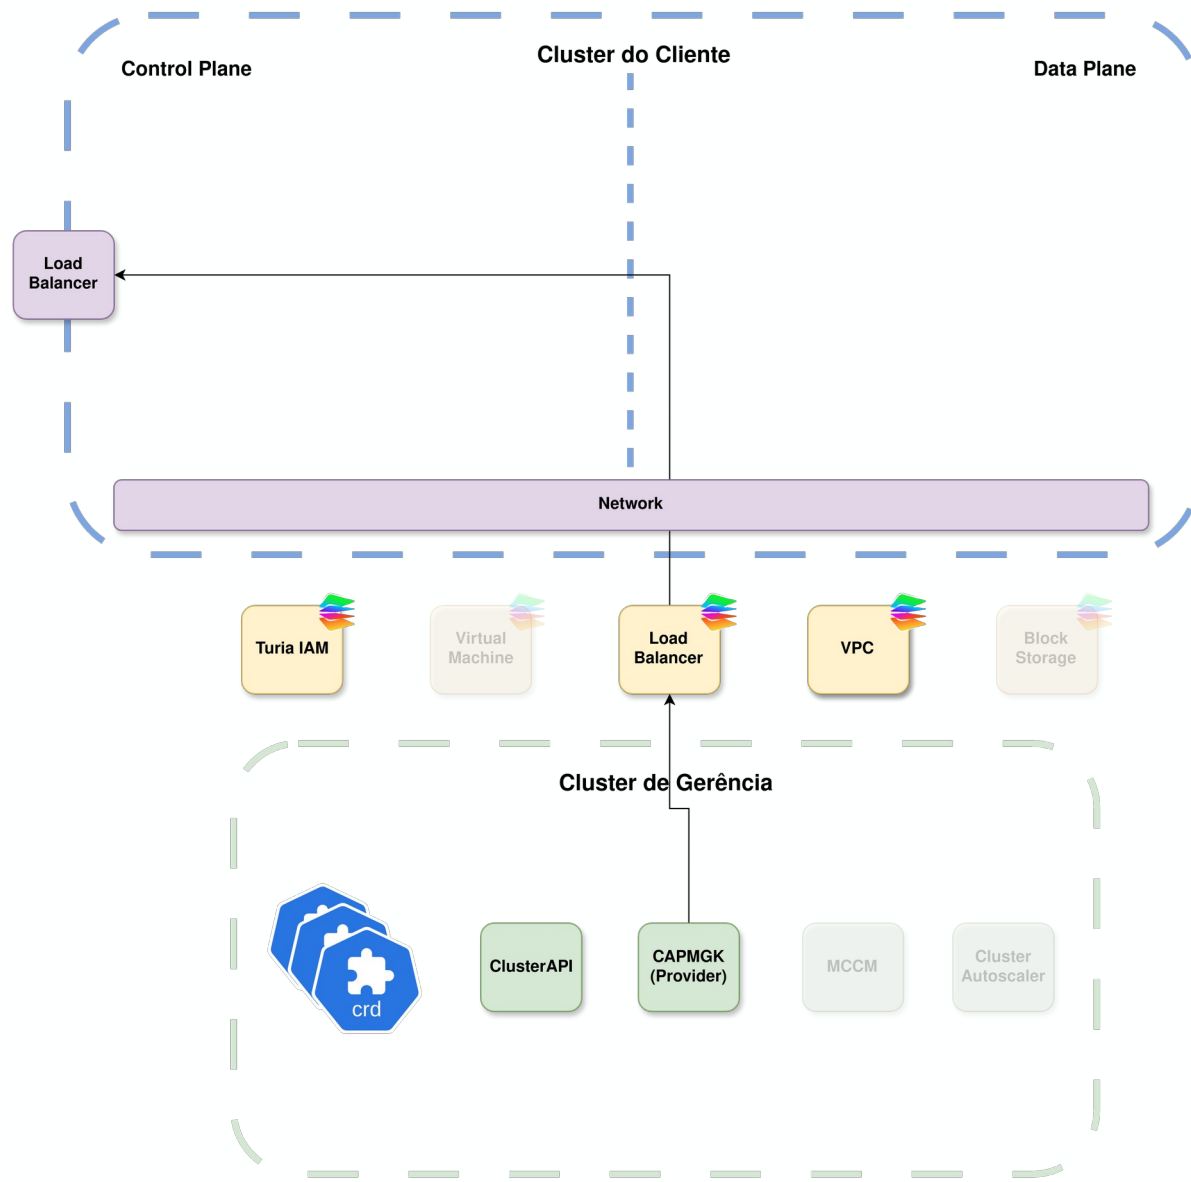 Cluster do Cliente
Control Plane
Data Plane
Load
Balancer
Network
Turia IAM
Virtual
Machine
Load
Balancer
VPC
Block
Storage
Cluster de Gerência
crd
ClusterAPI
CAPMGK
(Provider)
MCCM
Cluster
Autoscaler